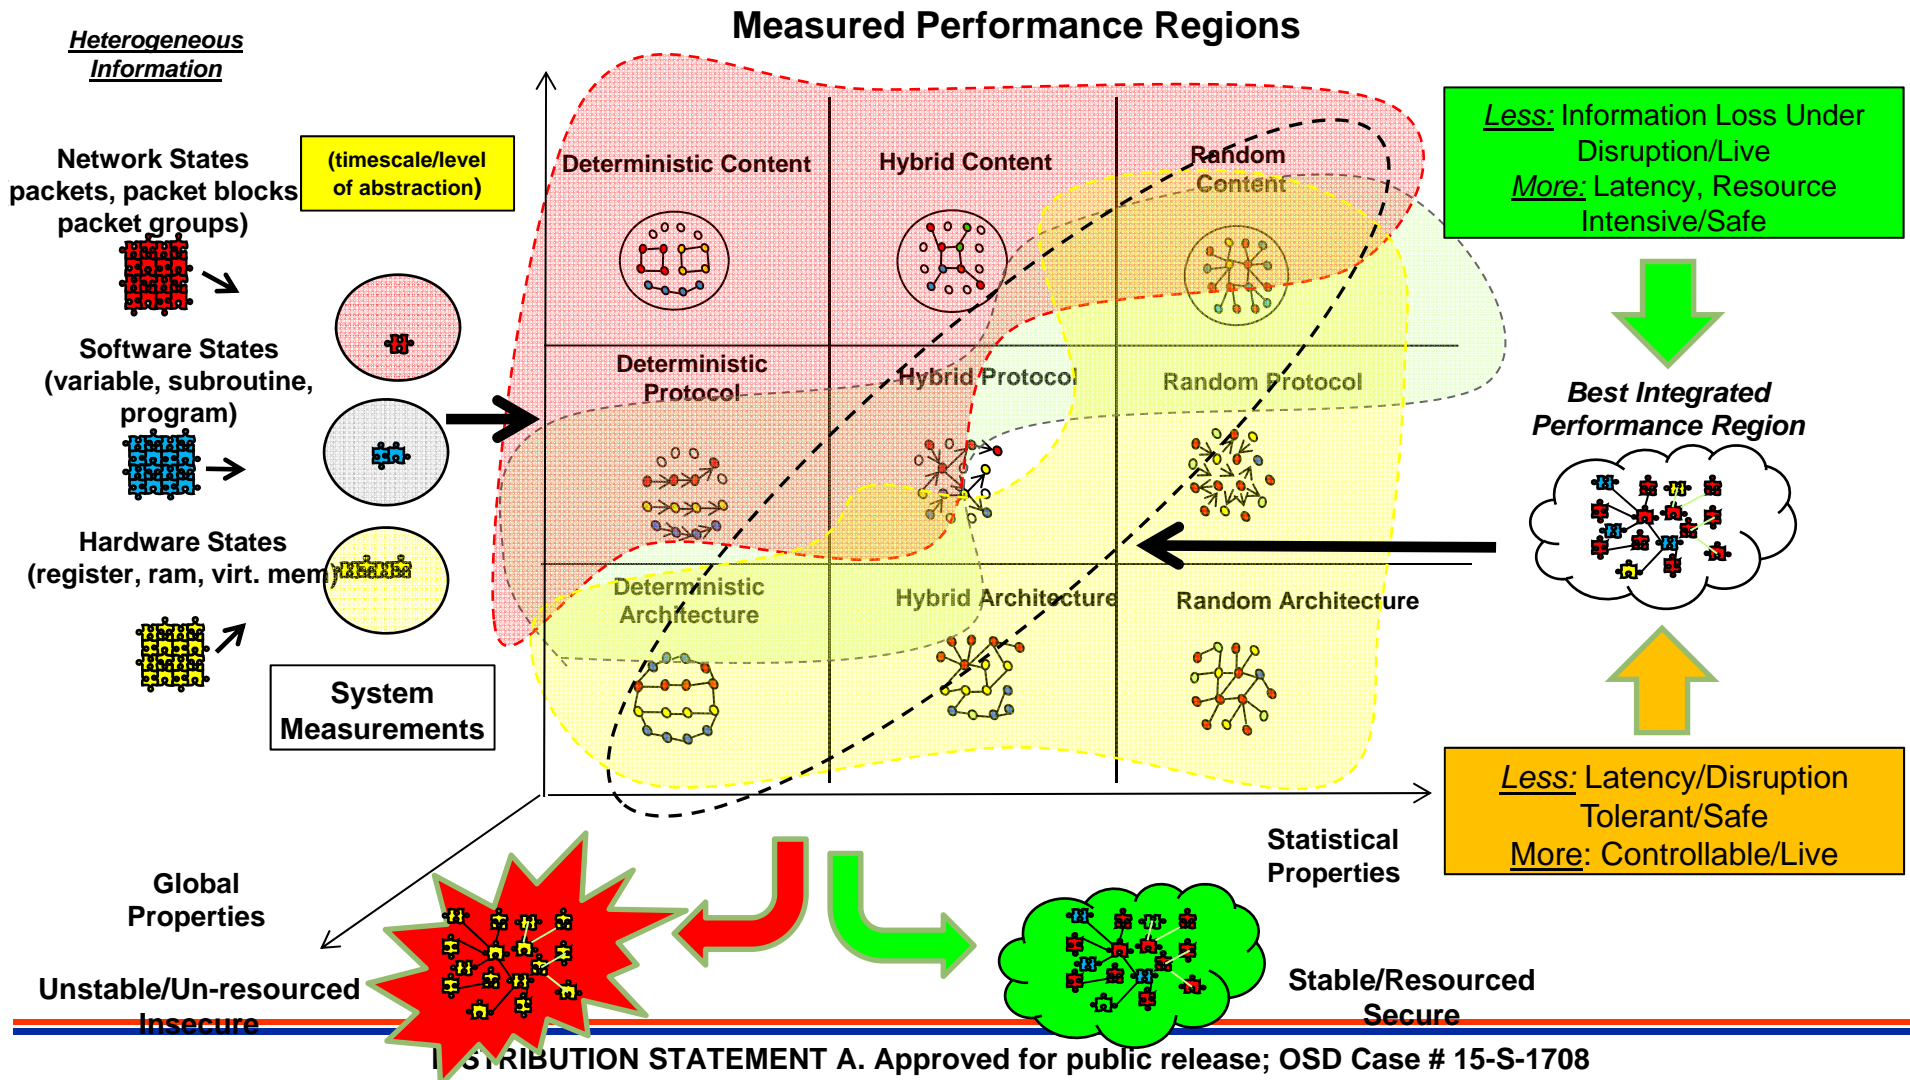 Measured Performance Regions
Heterogeneous
Information
Network States
packets, packet blocks
packet groups)
(timescale/level
of abstraction)
Software States
(variable, subroutine,
program)
Hardware States
(register, ram, virt. mem)
System
Measurements
Deterministic Content
Hybrid Content
Random
Content
Deterministic
Protocol
Hybrid Protocol
Random Protocol
Deterministic
Architecture
Hybrid Architecture
Random Architecture
Less: Information Loss Under
Disruption/Live
More: Latency, Resource
Intensive/Safe
Best Integrated
Performance Region
Less: Latency/Disruption
Tolerant/Safe
More: Controllable/Live
Statistical
Properties
Global
Properties
Unstable/Un-resourced
Insecure
Stable/Resourced
Secure
DISTRIBUTION STATEMENT A. Approved for public release; OSD Case # 15-S-1708